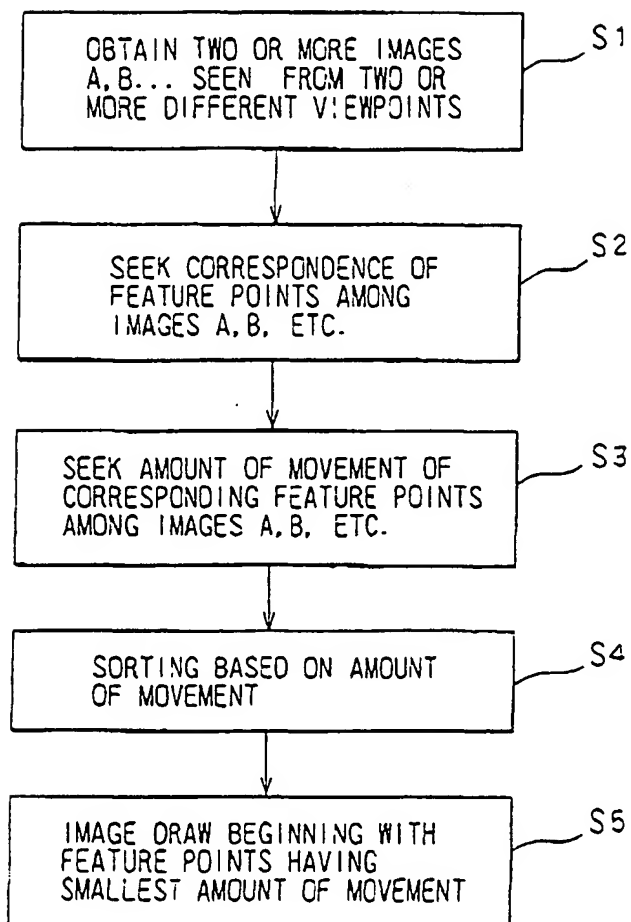 OBTAIN TWO OR MORE IMAGES
A, B... SEEN FROM TWO OR
MORE DIFFERENT VIEWPOINTS
S1
SEEK CORRESPONDENCE OF
FEATURE POINTS AMONG
IMAGES A, B, ETC.
S2
SEEK AMOUNT OF MOVEMENT OF
CORRESPONDING FEATURE POINTS
AMONG IMAGES A, B, ETC.
S3
SORTING BASED ON AMOUNT
OF MOVEMENT
S4
IMAGE DRAW BEGINNING WITH
FEATURE POINTS HAVING
SMALLEST AMOUNT OF MOVEMENT
S5